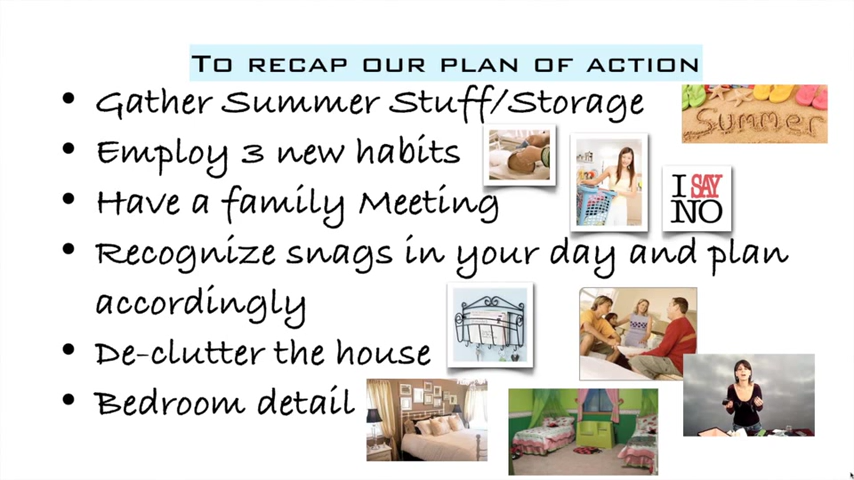 To recap our plan of action
• Gather Summer Stuff/Storage
Summer
• Employ 3 new habits
• Have a family Meeting
I SAY
NO
• Recognize snags in your day and plan
accordingly
• De-clutter the house
• Bedroom detail